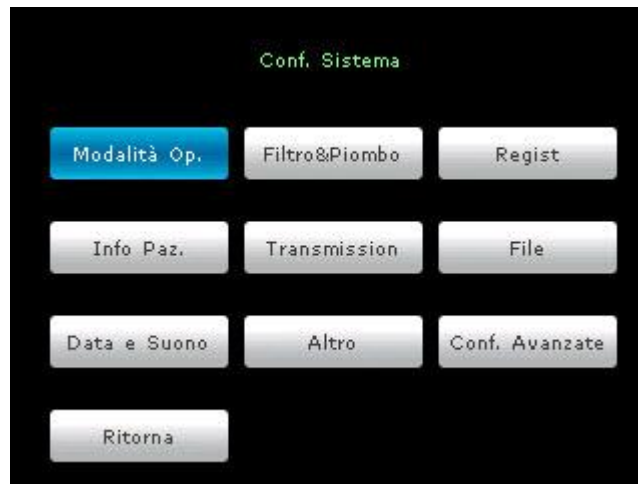 Conf. Sistema
Modalità Op. Filtro&Piombo Regist
Info Paz. Transmission File
Data e Suono Altro Conf. Avanzate
Ritorna